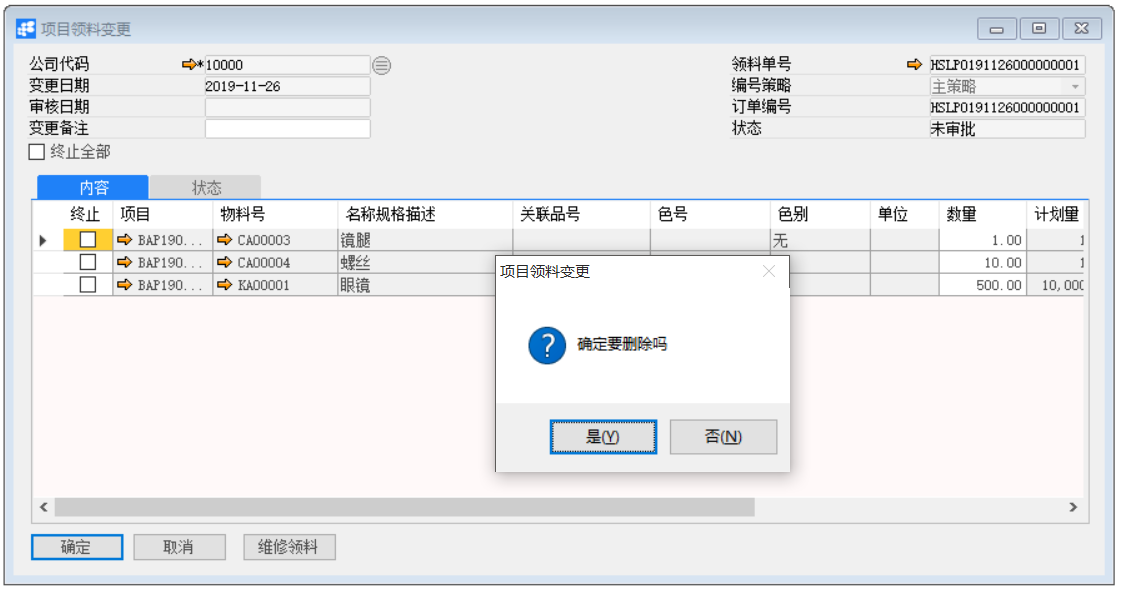 项目领料变更
公司代码 *10000 领料单号 HSLP0191126000000001
变更日期 2019-11-26 编号策略 主策略
审核日期 订单编号 HSLP0191126000000001
变更备注 状态 未审批
终止全部
内容 状态
终止 项目 物料号 名称规格描述 关联品号 色号 色别 单位 数量 计划量
BAP190... CA00003 镜腿 无 1.00 1
BAP190... CA00004 螺丝 10.00 1
BAP190... KA00001 眼镜 500.00 10,000
项目领料变更
确定要删除吗
是(Y) 否(N)
确定 取消 维修领料